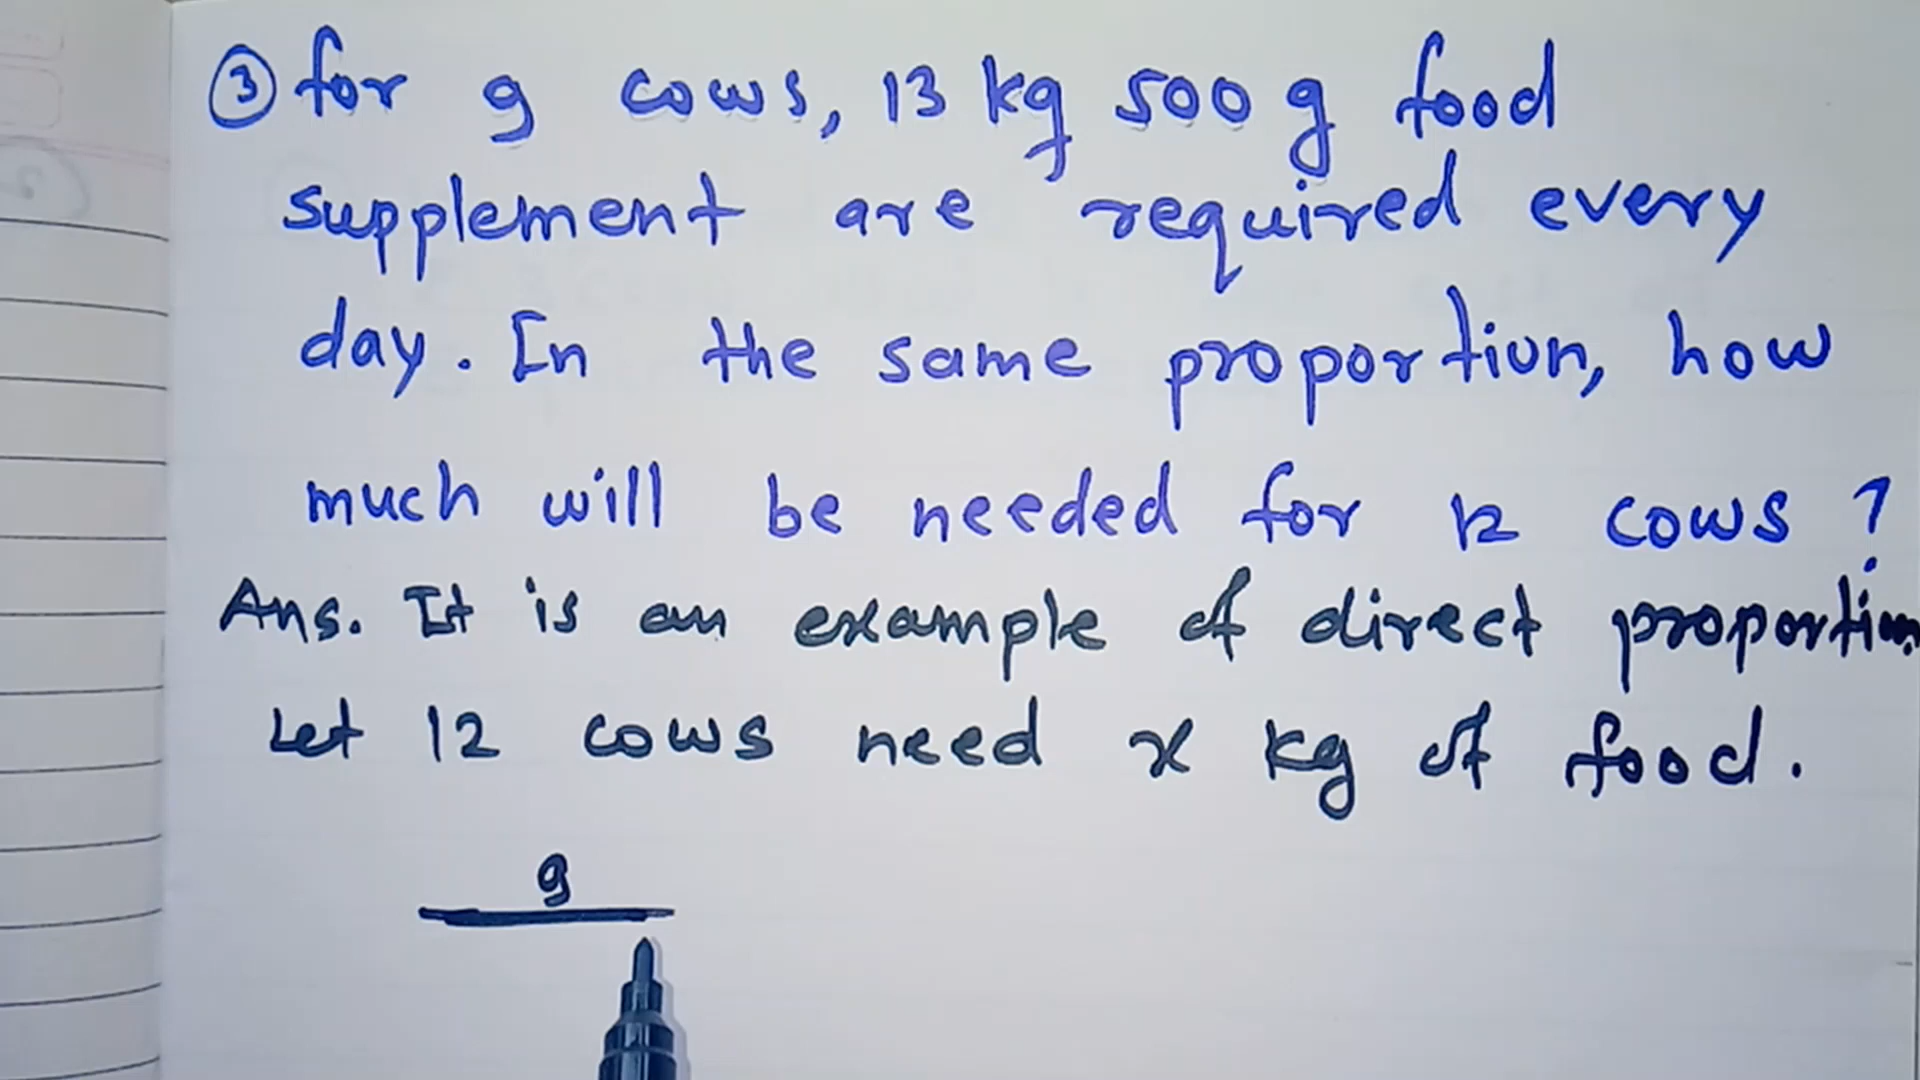 ③ for 9 cows, 13 kg 500 g food
supplement are required every
day. In the same proportion, how
much will be needed for 12 cows ?
Ans. It is an example of direct proportion.
Let 12 cows need x kg of food.
9